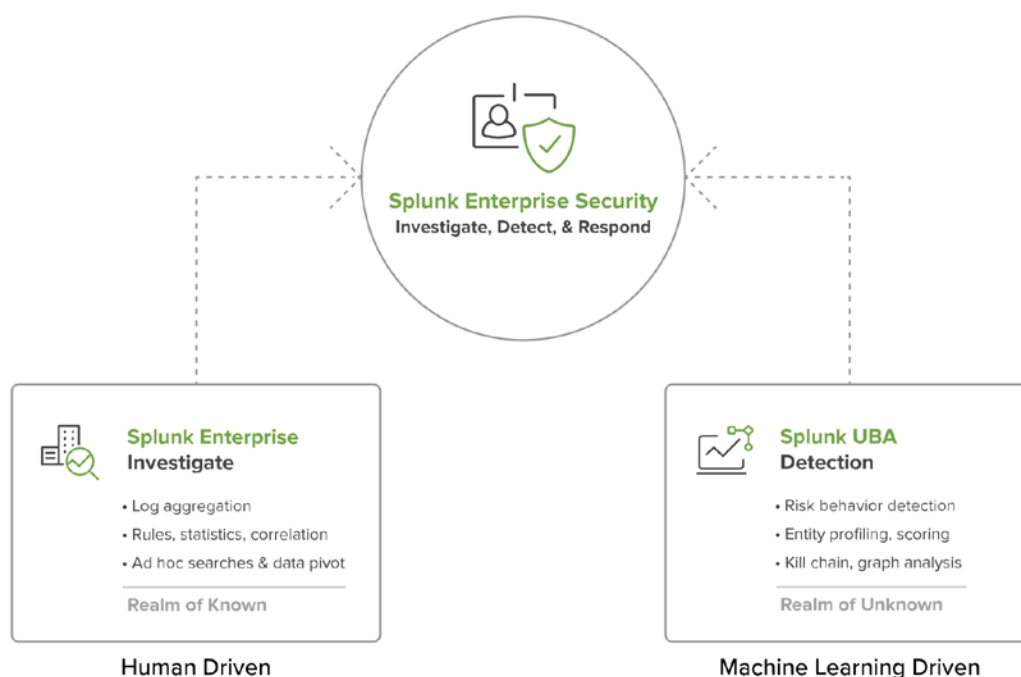 Splunk Enterprise Security
Investigate, Detect, & Respond
Splunk Enterprise
Investigate
• Log aggregation
• Rules, statistics, correlation
• Ad hoc searches & data pivot
Realm of Known
Human Driven
Splunk UBA
Detection
• Risk behavior detection
• Entity profiling, scoring
• Kill chain, graph analysis
Realm of Unknown
Machine Learning Driven